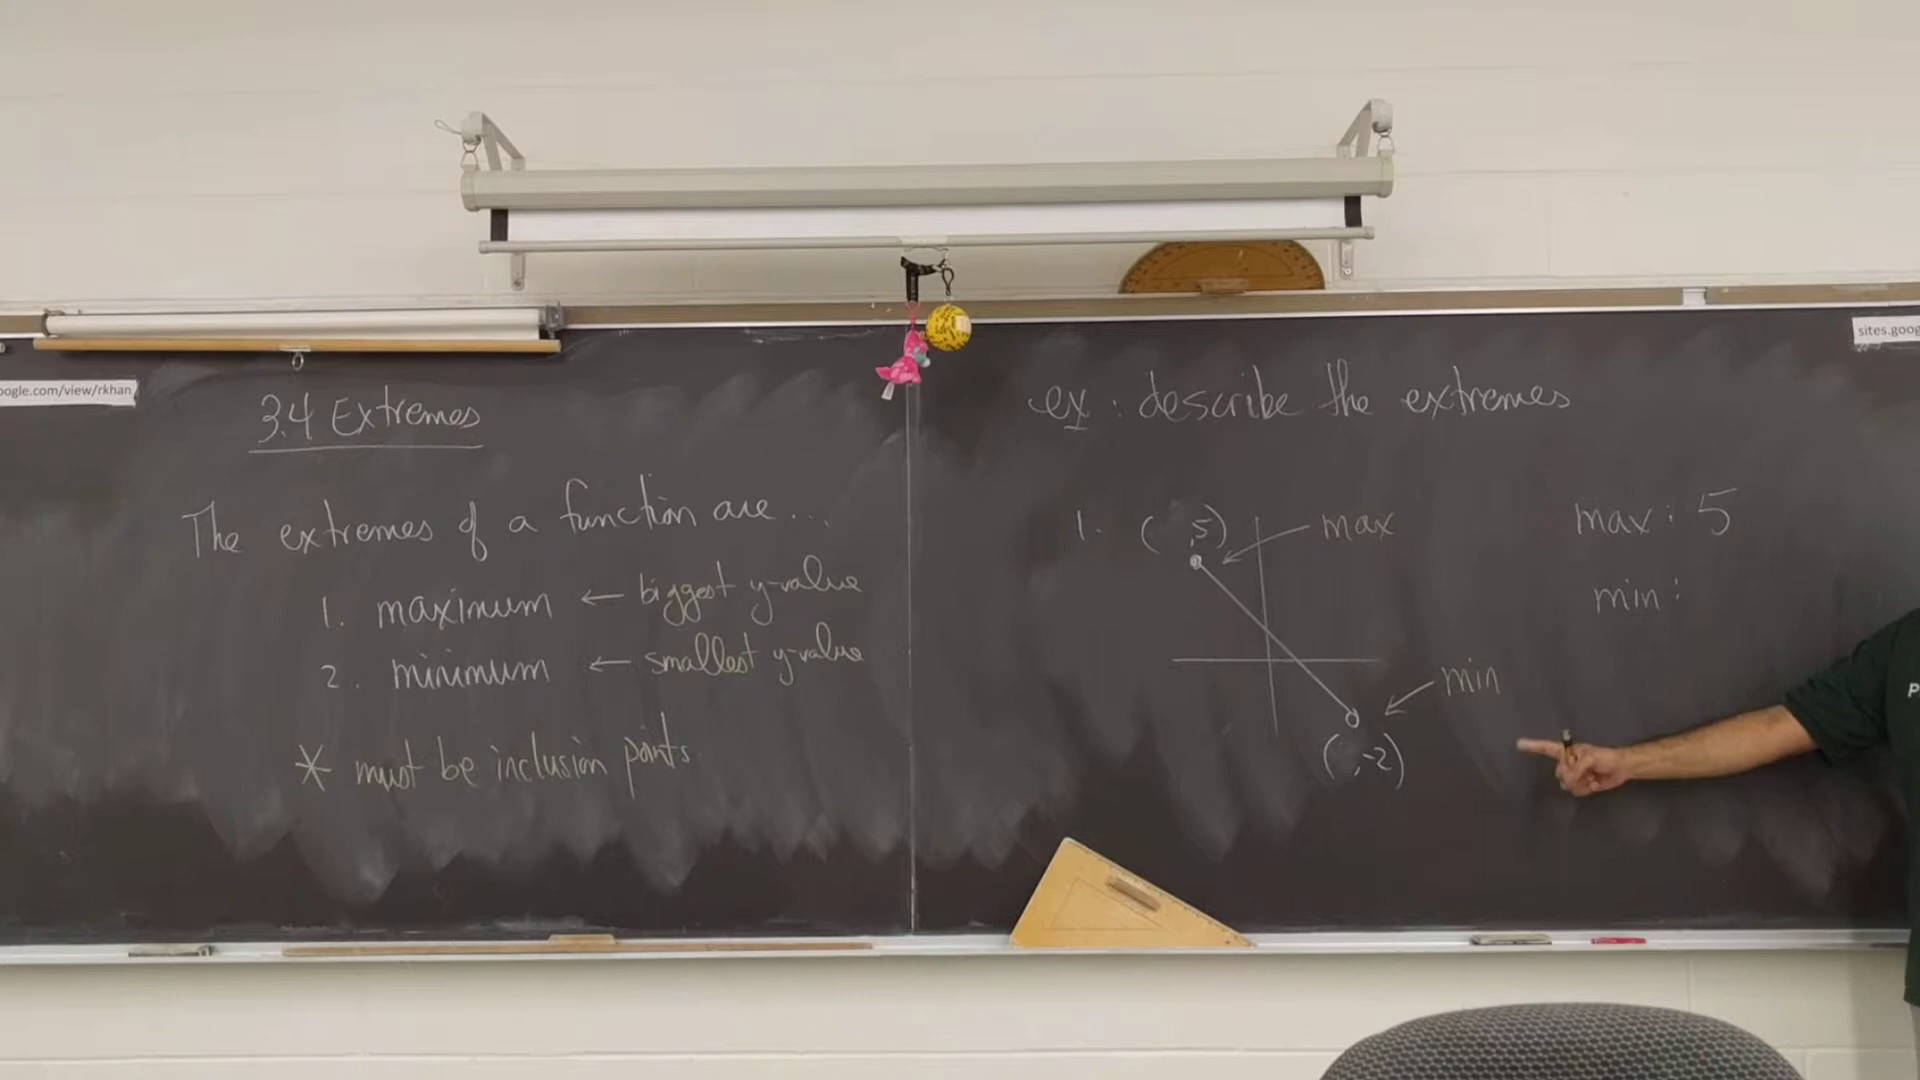 sites.goog
oogle.com/view/rkhan
3.4 Extremes
The extremes of a function are...
1. maximum ← biggest y-value
2. minimum ← smallest y-value
* must be inclusion points.
ex: describe the extremes
1. ( ,5) max
min
( ,-2)
max: 5
min:
P